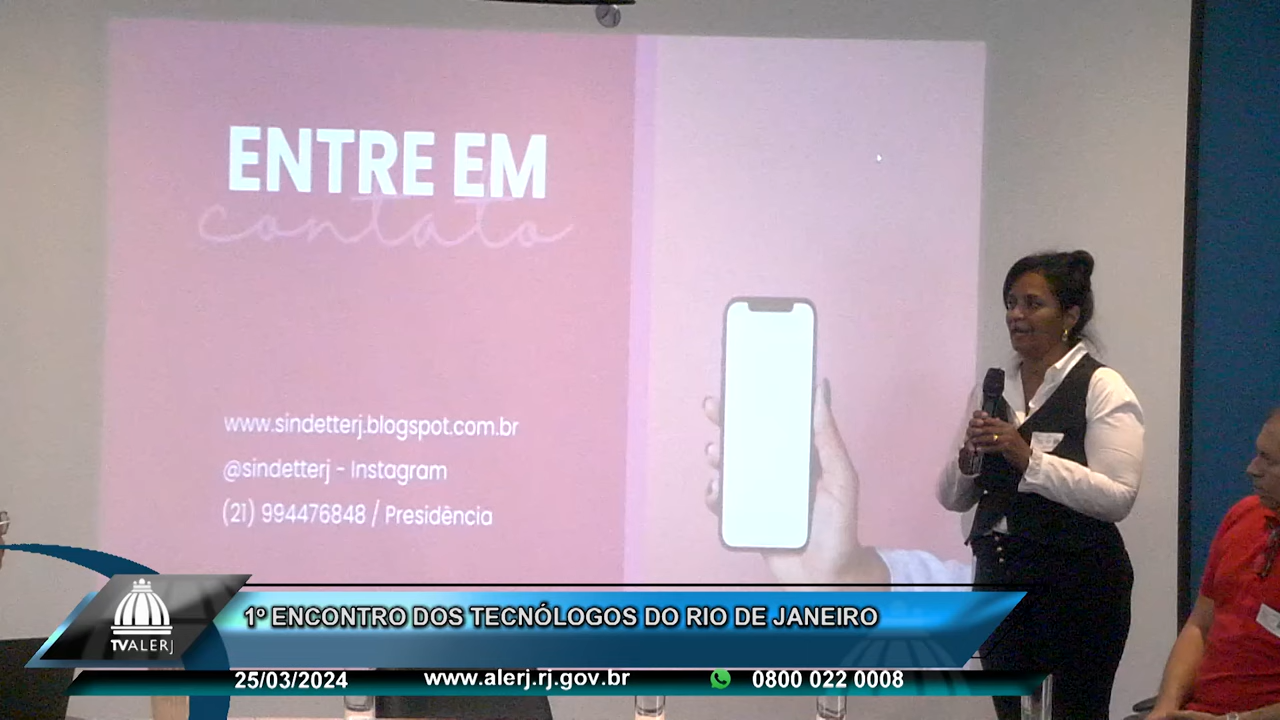 ENTRE EM
contato
www.sindetterj.blogspot.com.br
@sindetterj - Instagram
(21) 994476848 / Presidência
1º ENCONTRO DOS TECNÓLOGOS DO RIO DE JANEIRO
TVALERJ
25/03/2024 www.alerj.rj.gov.br 0800 022 0008